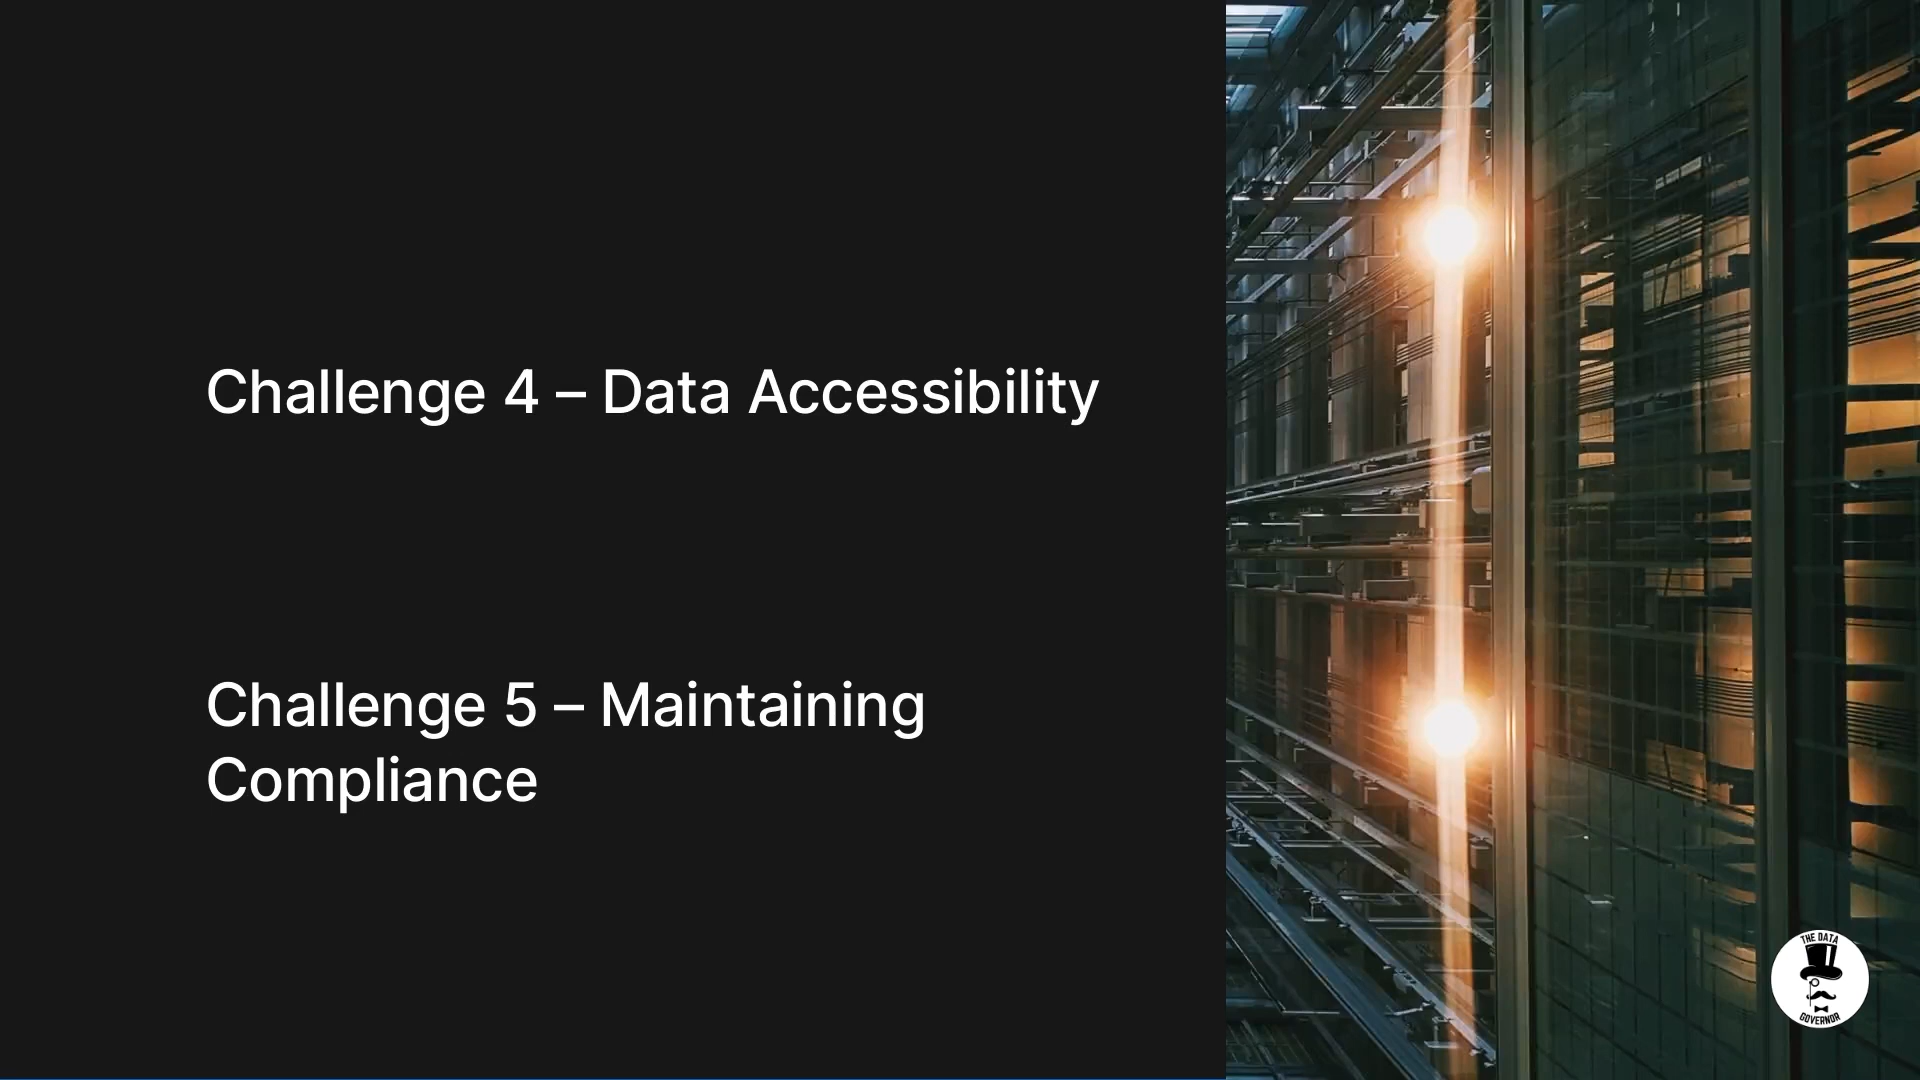 Challenge 4 – Data Accessibility
Challenge 5 – Maintaining
Compliance
THE DATA
GOVERNOR